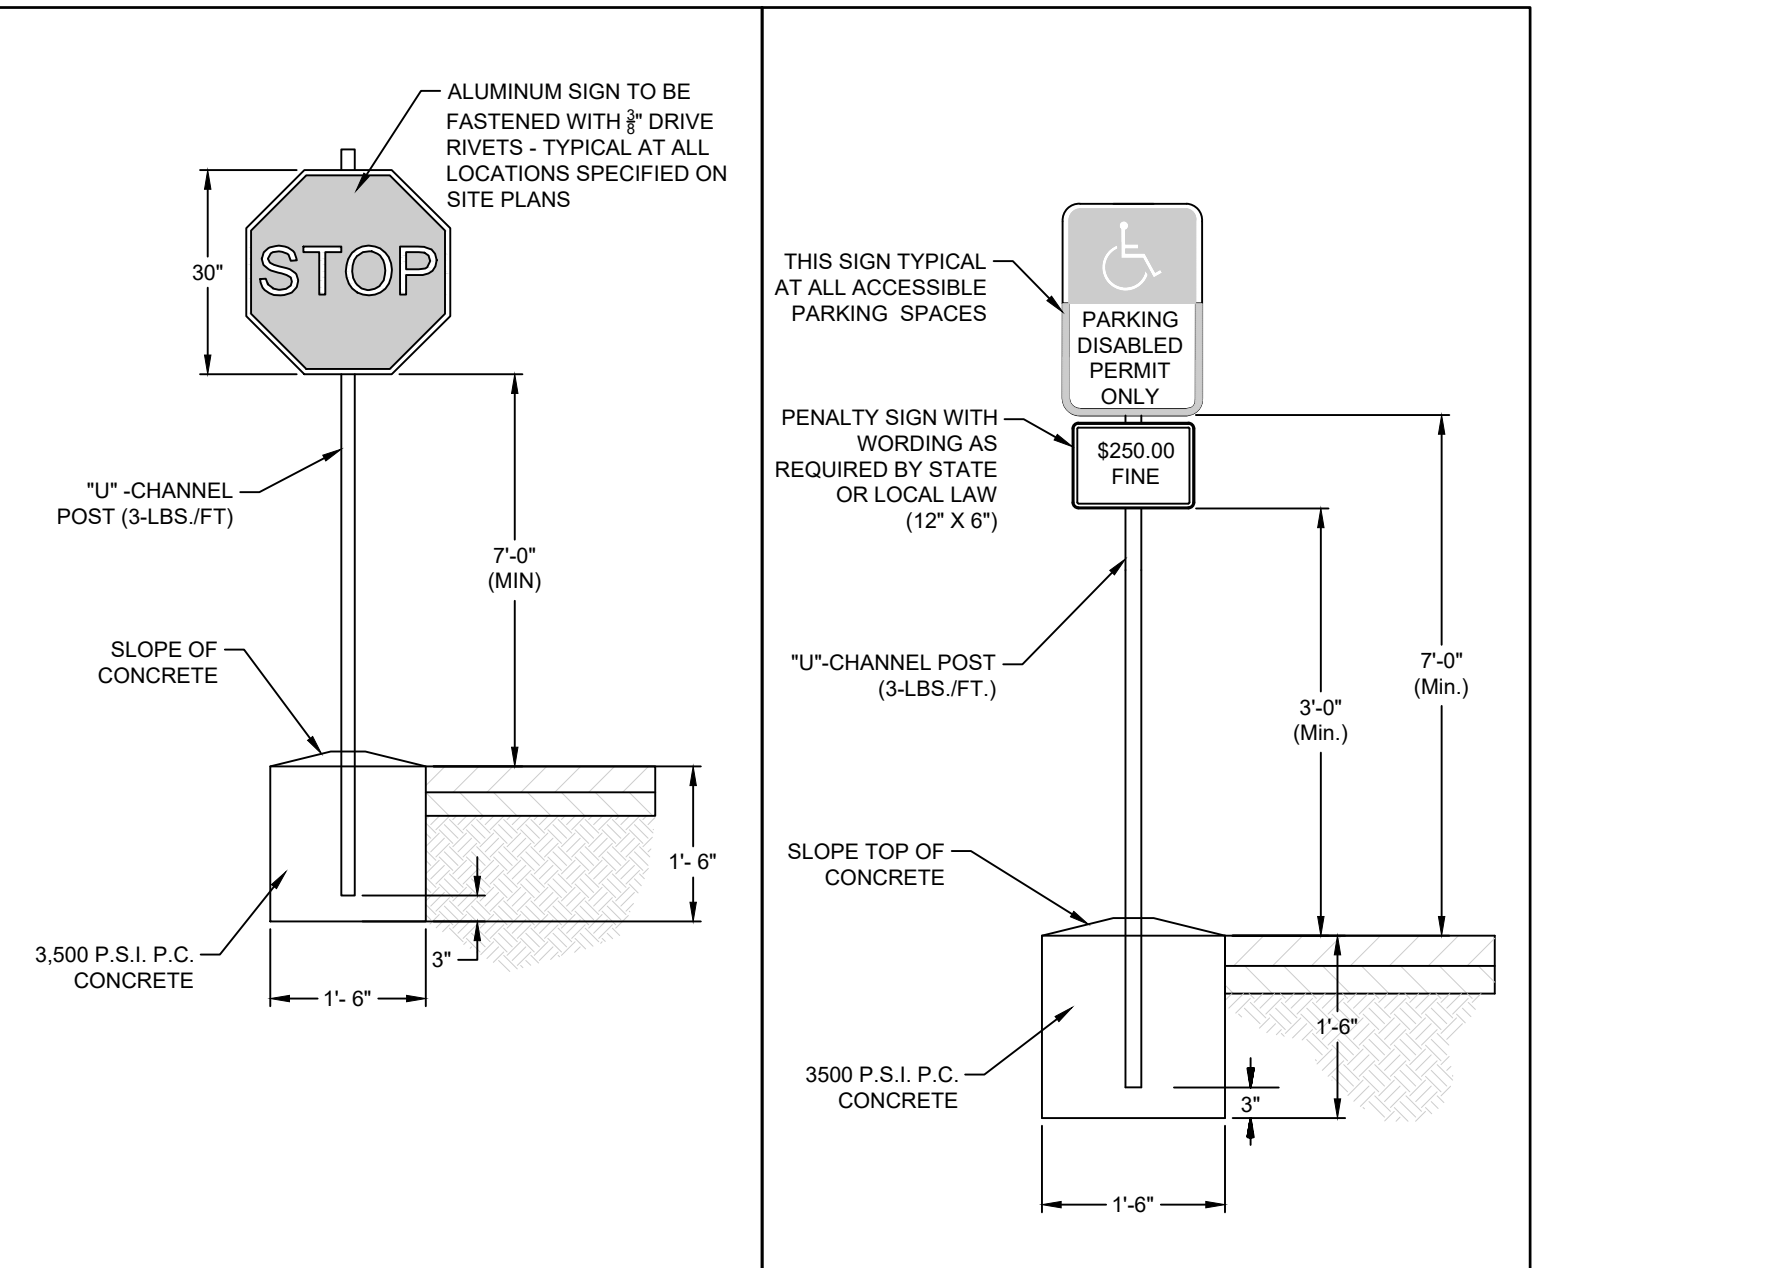 ALUMINUM SIGN TO BE
FASTENED WITH 3/8" DRIVE
RIVETS - TYPICAL AT ALL
LOCATIONS SPECIFIED ON
SITE PLANS
STOP
30"
"U" -CHANNEL
POST (3-LBS./FT)
7'-0"
(MIN)
SLOPE OF
CONCRETE
1'- 6"
3,500 P.S.I. P.C.
CONCRETE
3"
1'- 6"
THIS SIGN TYPICAL
AT ALL ACCESSIBLE
PARKING SPACES
PARKING
DISABLED
PERMIT
ONLY
PENALTY SIGN WITH
WORDING AS
REQUIRED BY STATE
OR LOCAL LAW
(12" X 6")
$250.00
FINE
"U"-CHANNEL POST
(3-LBS./FT.)
7'-0"
(Min.)
3'-0"
(Min.)
SLOPE TOP OF
CONCRETE
1'-6"
3500 P.S.I. P.C.
CONCRETE
3"
1'-6"